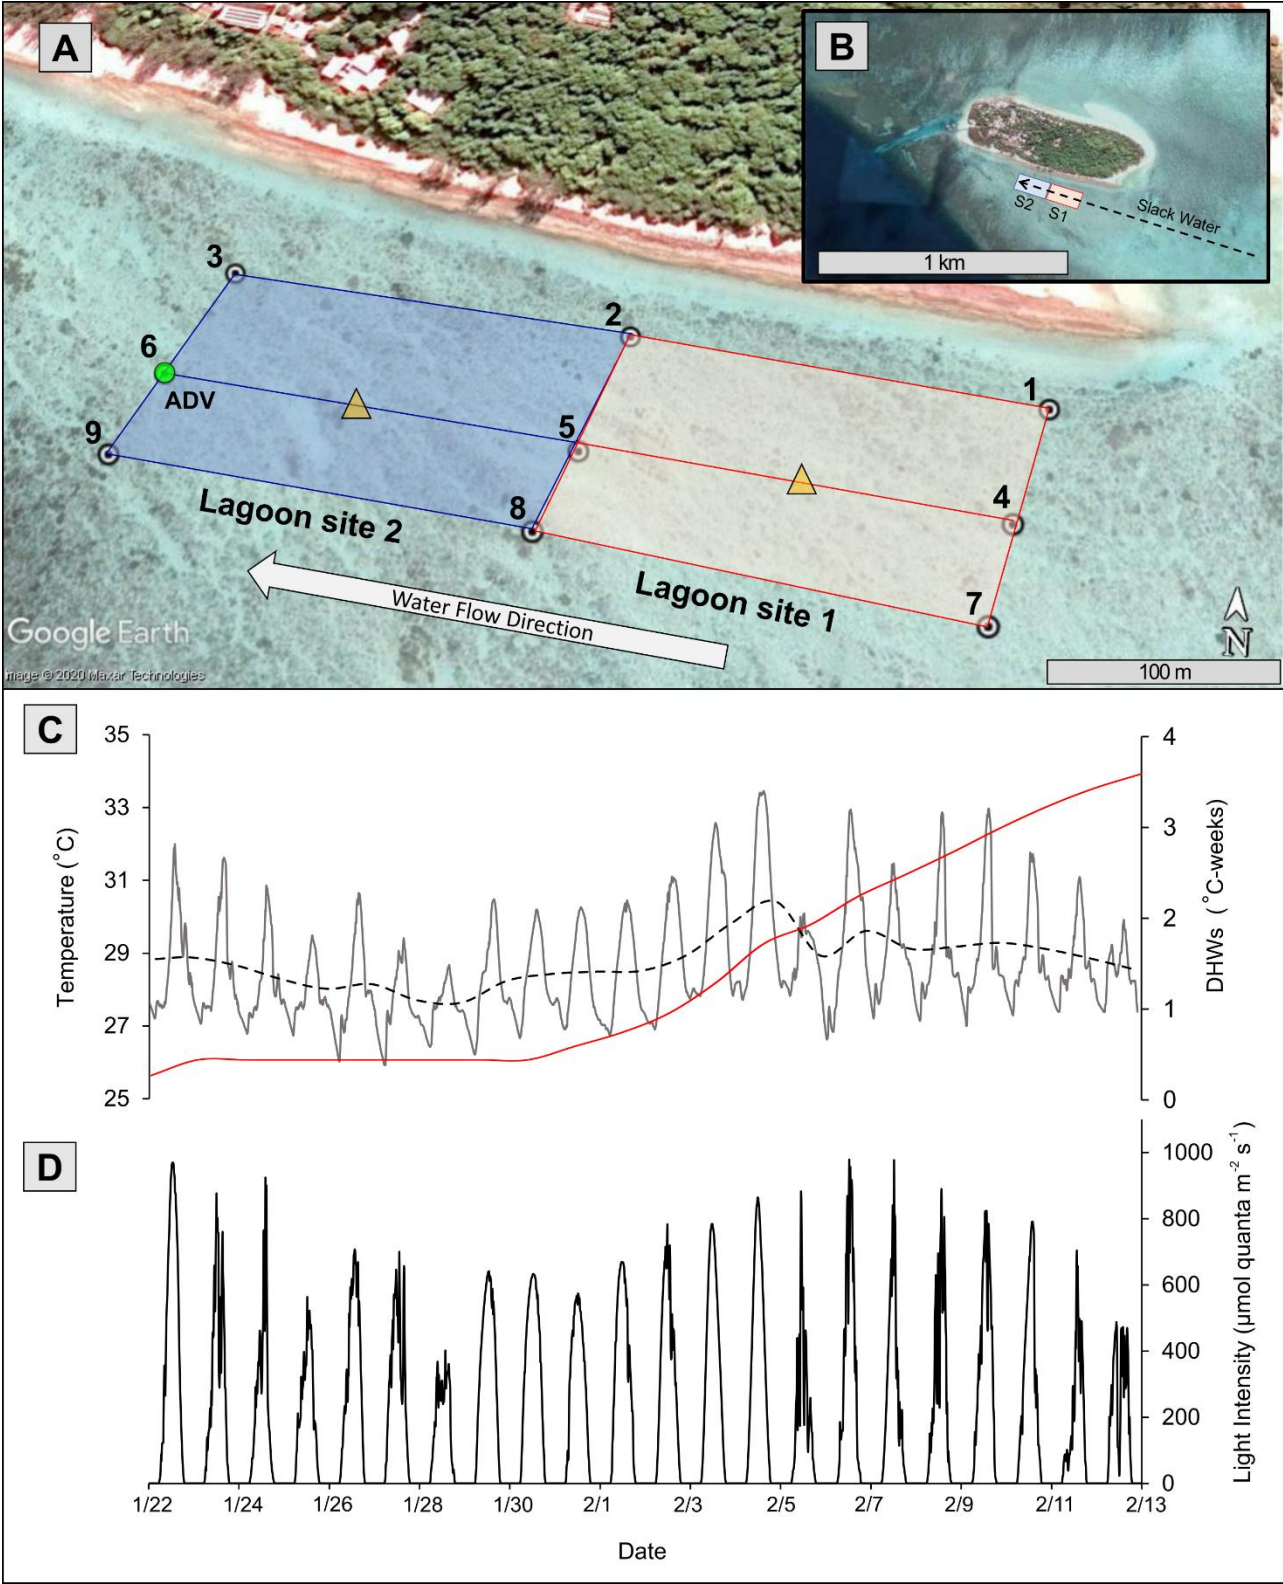 A
B
S2
S1
Slack Water
1 km
3
2
1
6
ADV
5
4
9
8
7
Lagoon site 2
Lagoon site 1
Water Flow Direction
N
Google Earth
mage © 2020 Maxar Technologies
100 m
C
35
33
31
29
27
25
Temperature (°C)
4
3
2
1
0
DHWs (°C-weeks)
D
1000
800
600
400
200
0
Light Intensity (µmol quanta m-2 s-1)
1/22 1/24 1/26 1/28 1/30 2/1 2/3 2/5 2/7 2/9 2/11 2/13
Date